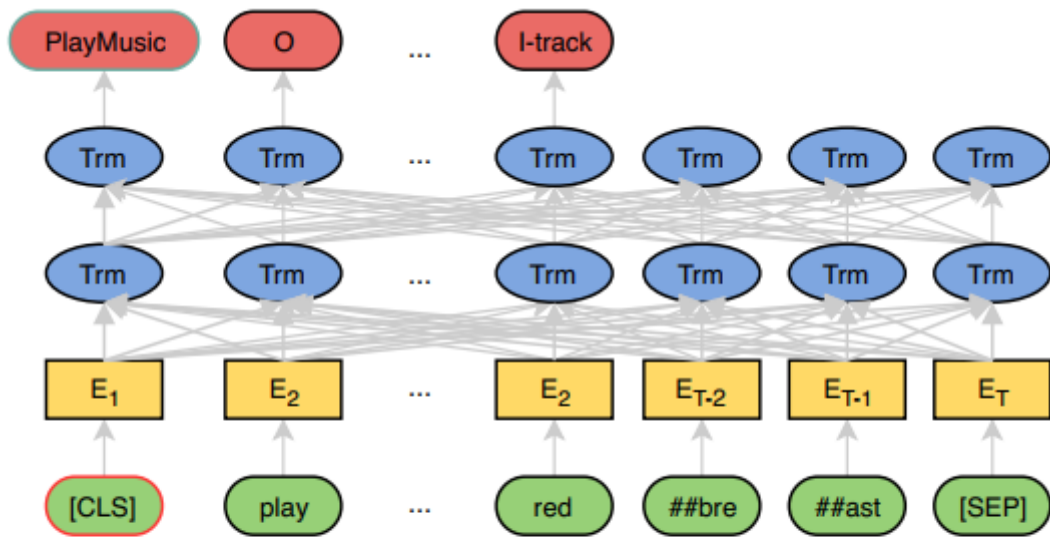 PlayMusic O ... I-track
Trm Trm ... Trm Trm Trm Trm
Trm Trm ... Trm Trm Trm Trm
E1 E2 ... E2 ET-2 ET-1 ET
[CLS] play ... red ##bre ##ast [SEP]